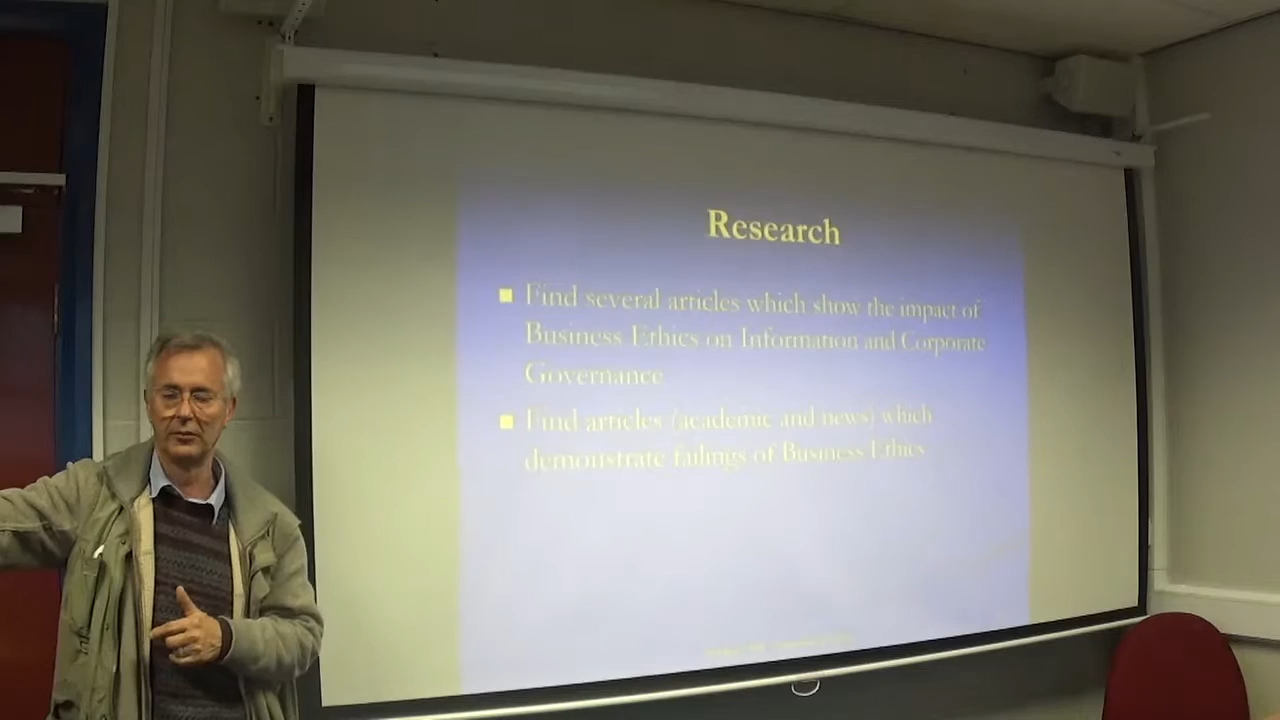 Research
Find several articles which show the impact of
Business Ethics on Information and Corporate
Governance
Find articles (academic and news) which
demonstrate failings of Business Ethics